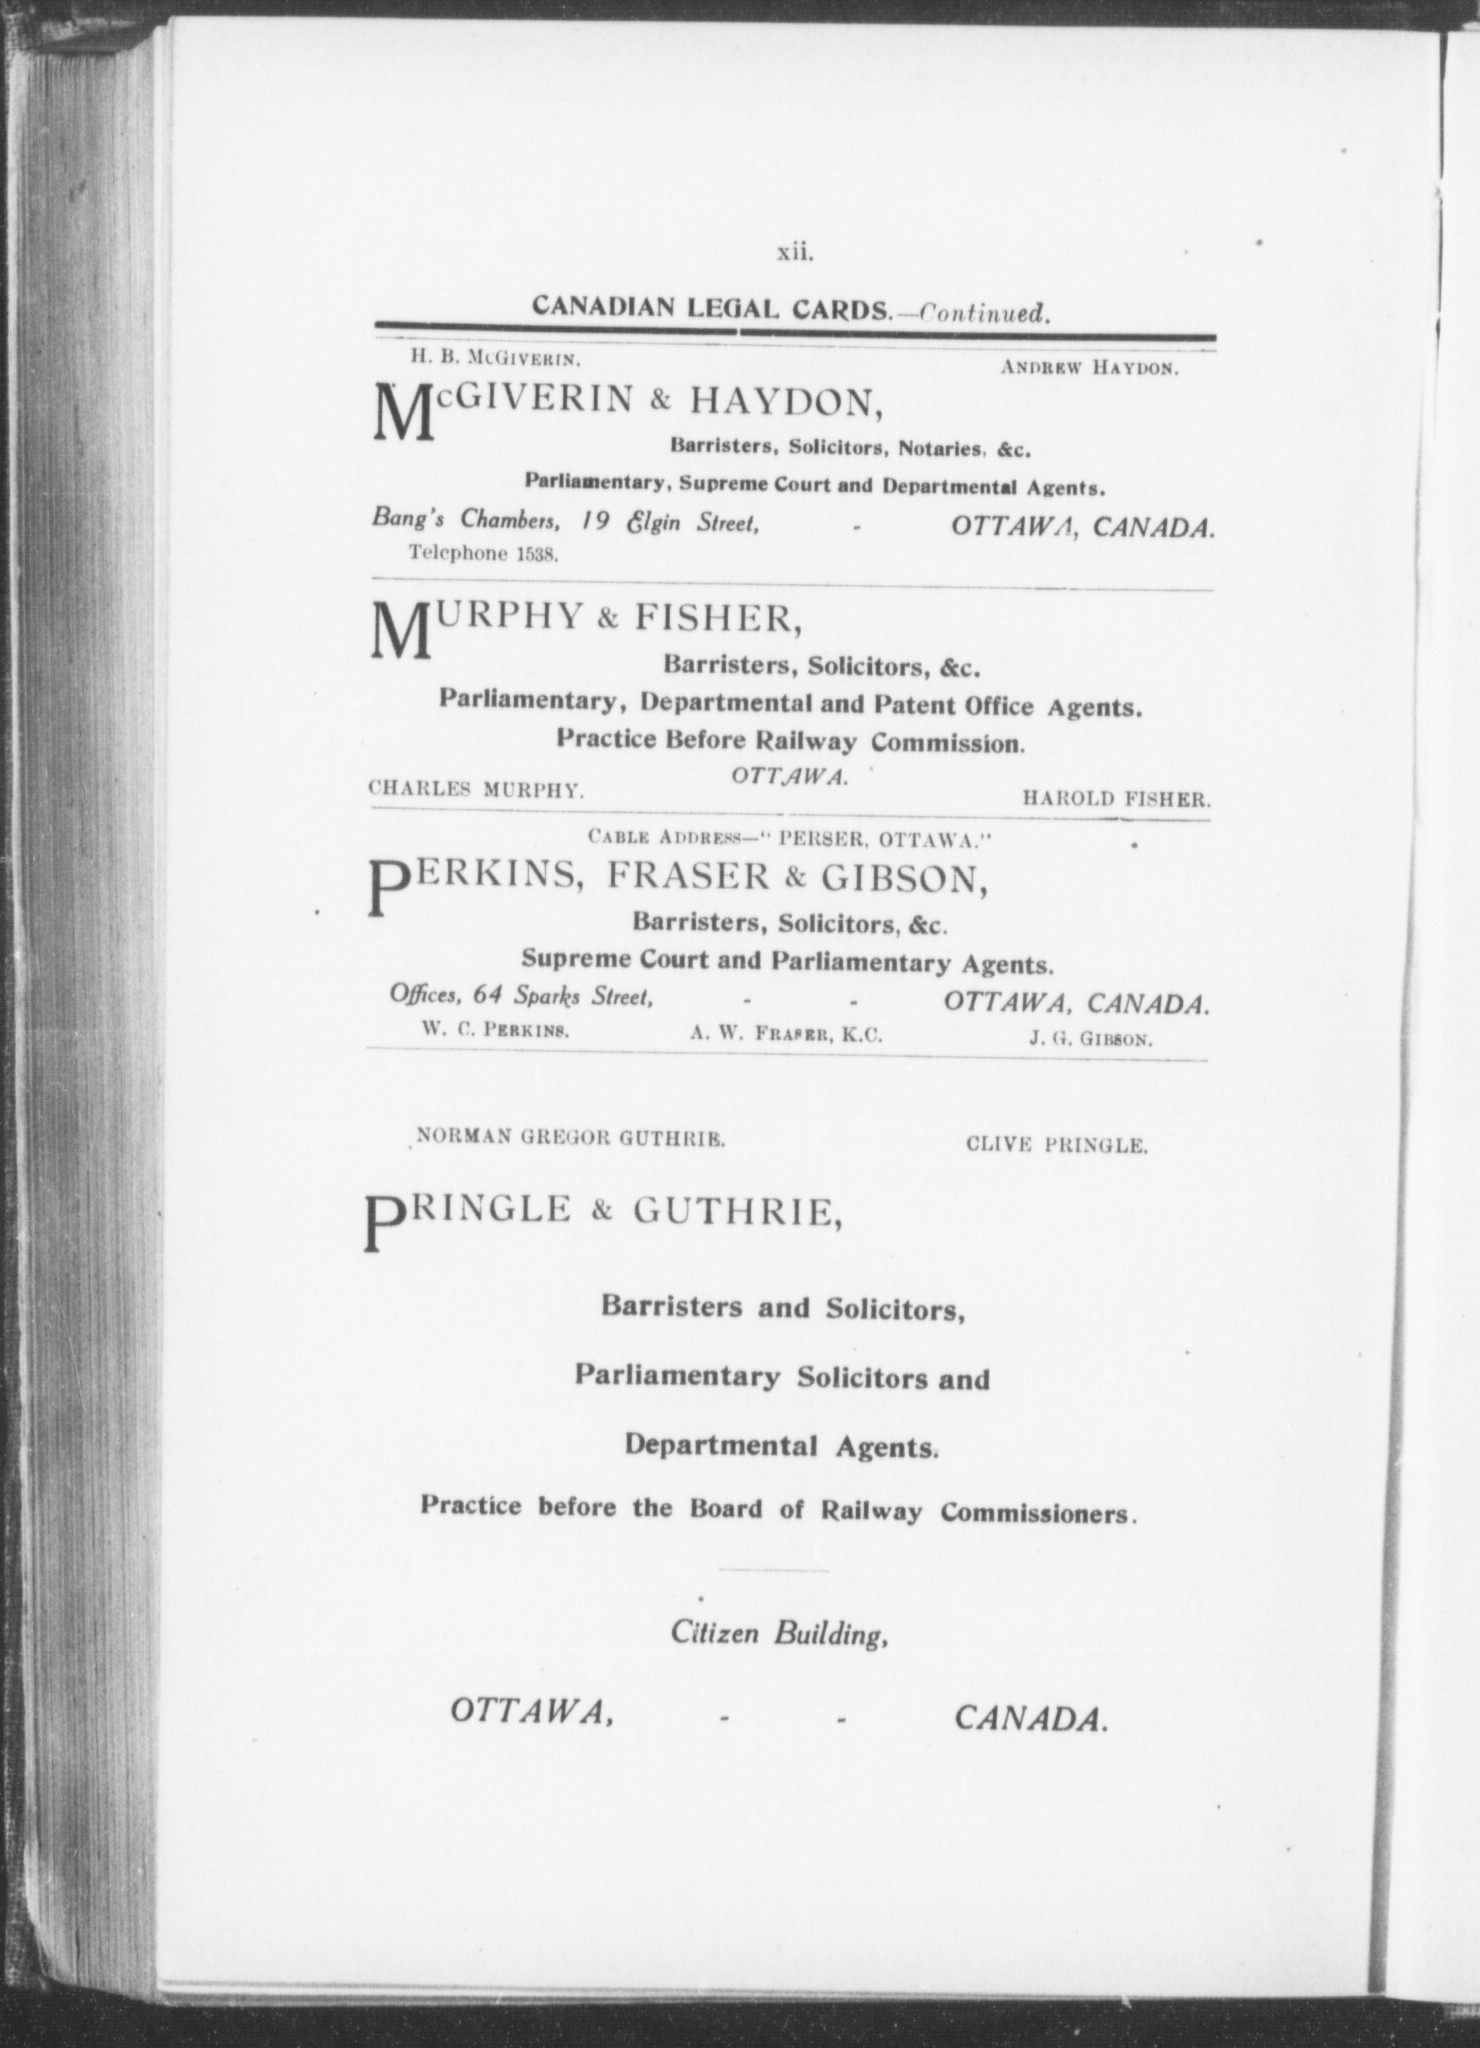 xii.
CANADIAN LEGAL CARDS.—Continued.
H. B. McGIVERIN. ANDREW HAYDON.
McGIVERIN & HAYDON,
Barristers, Solicitors, Notaries, &c.
Parliamentary, Supreme Court and Departmental Agents.
Bang's Chambers, 19 Elgin Street, - OTTAWA, CANADA.
Telephone 1538.
MURPHY & FISHER,
Barristers, Solicitors, &c.
Parliamentary, Departmental and Patent Office Agents.
Practice Before Railway Commission.
OTTAWA.
CHARLES MURPHY. HAROLD FISHER.
CABLE ADDRESS—"PERSER, OTTAWA."
PERKINS, FRASER & GIBSON,
Barristers, Solicitors, &c.
Supreme Court and Parliamentary Agents.
Offices, 64 Sparks Street, - - OTTAWA, CANADA.
W. C. PERKINS. A. W. FRASER, K.C. J. G. GIBSON.
NORMAN GREGOR GUTHRIE. CLIVE PRINGLE.
PRINGLE & GUTHRIE,
Barristers and Solicitors,
Parliamentary Solicitors and
Departmental Agents.
Practice before the Board of Railway Commissioners.
Citizen Building,
OTTAWA, - - CANADA.